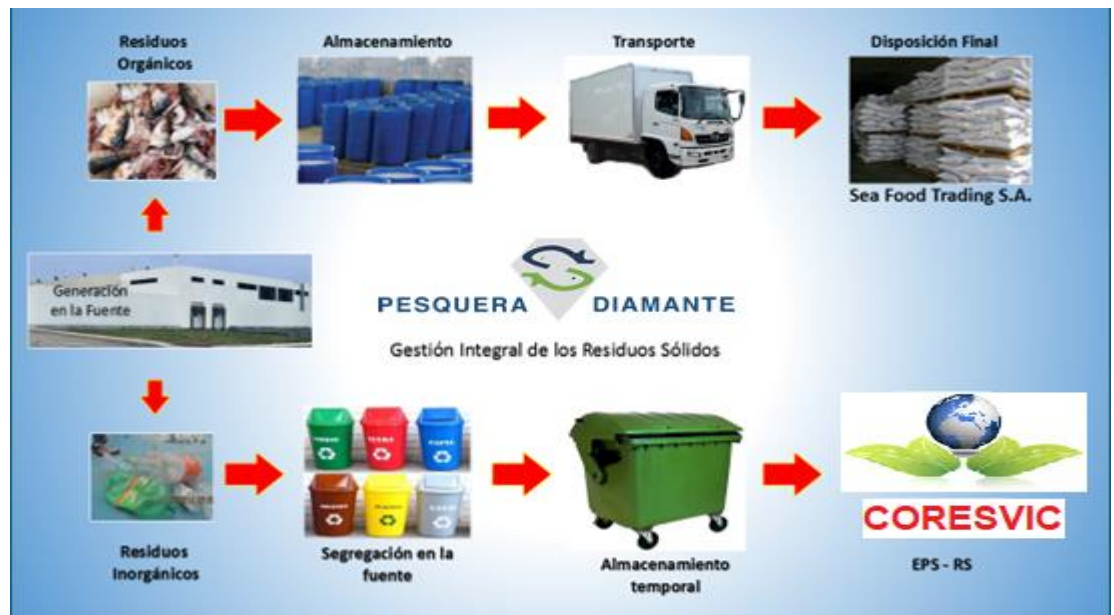 Residuos
Orgánicos
Almacenamiento
Transporte
Disposición Final
Sea Food Trading S.A.
Generación
en la Fuente
PESQUERA DIAMANTE
Gestión Integral de los Residuos Sólidos
Residuos
Inorgánicos
Segregación en la
fuente
Almacenamiento
temporal
CORESVIC
EPS - RS